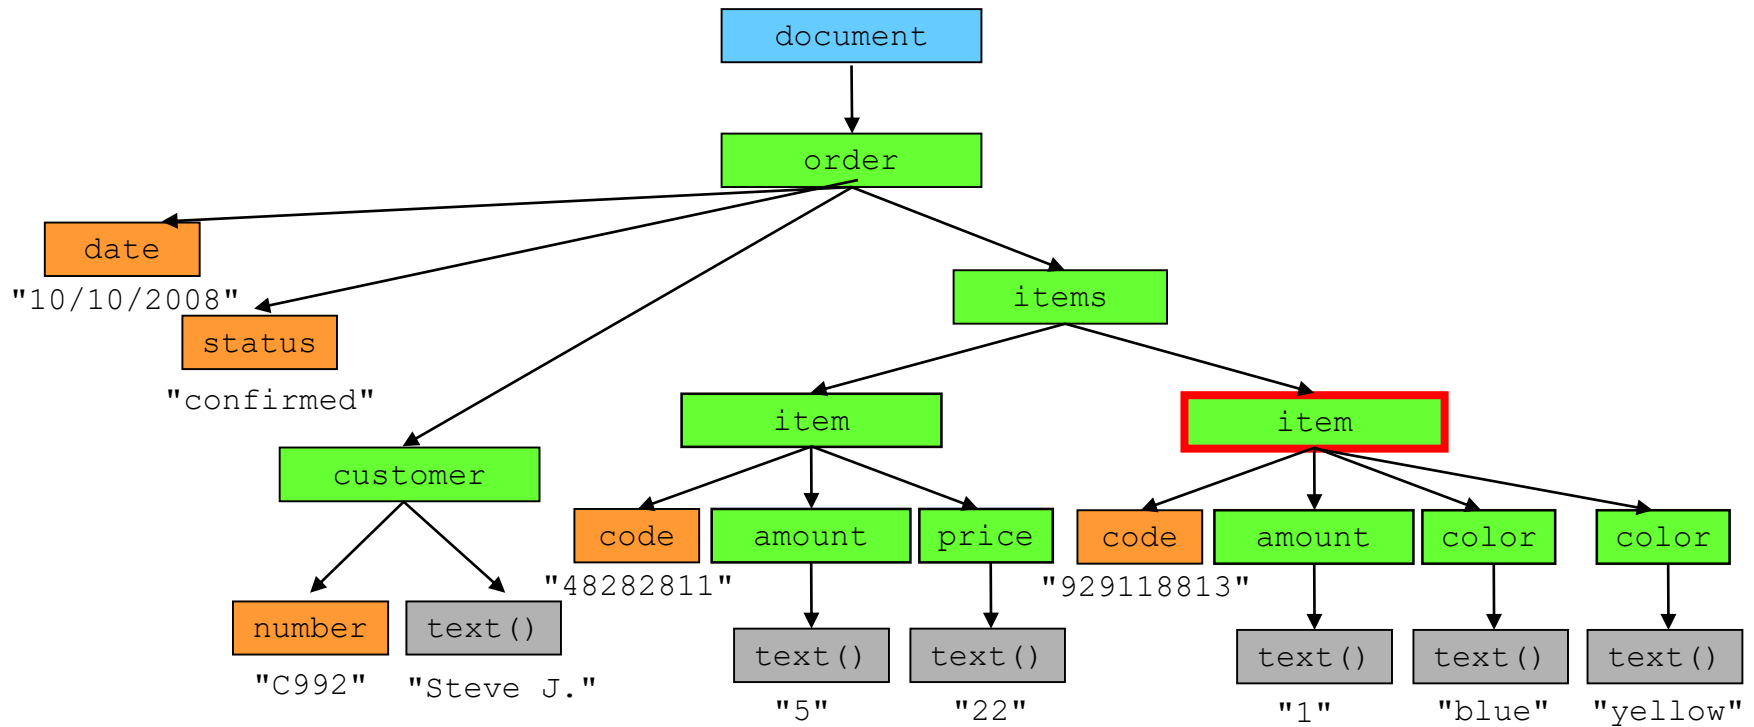 document
order
date
"10/10/2008"
items
status
"confirmed"
item
item
customer
code
amount
price
code
amount
color
color
"48282811"
"929118813"
number
text()
text()
text()
text()
text()
text()
"C992"
"Steve J."
"5"
"22"
"1"
"blue"
"yellow"